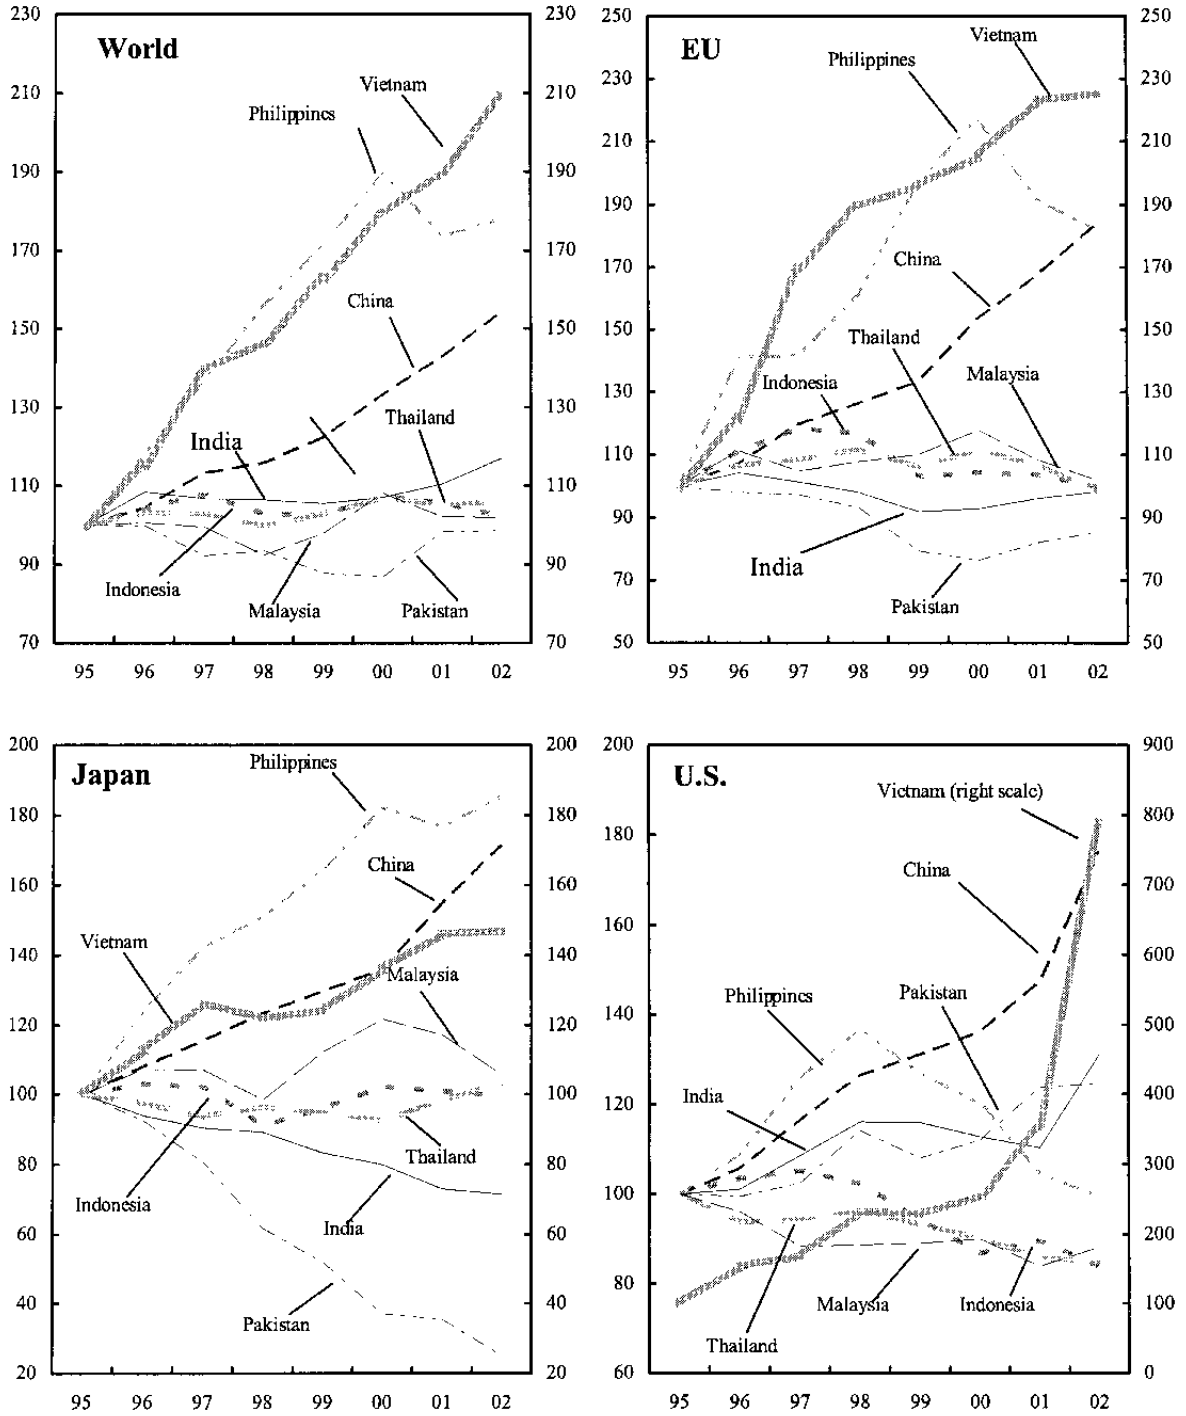 World
230
210
190
170
150
130
110
90
70
230
210
190
170
150
130
110
90
70
Vietnam
Philippines
China
Thailand
India
Indonesia
Malaysia
Pakistan
95 96 97 98 99 00 01 02
EU
250
230
210
190
170
150
130
110
90
70
50
250
230
210
190
170
150
130
110
90
70
50
Vietnam
Philippines
China
Thailand
Indonesia
Malaysia
India
Pakistan
95 96 97 98 99 00 01 02
Japan
200
180
160
140
120
100
80
60
40
20
200
180
160
140
120
100
80
60
40
20
Philippines
China
Vietnam
Malaysia
Thailand
Indonesia
India
Pakistan
95 96 97 98 99 00 01 02
U.S.
200
180
160
140
120
100
80
60
900
800
700
600
500
400
300
200
100
0
Vietnam (right scale)
China
Philippines
Pakistan
India
Malaysia
Indonesia
Thailand
95 96 97 98 99 00 01 02